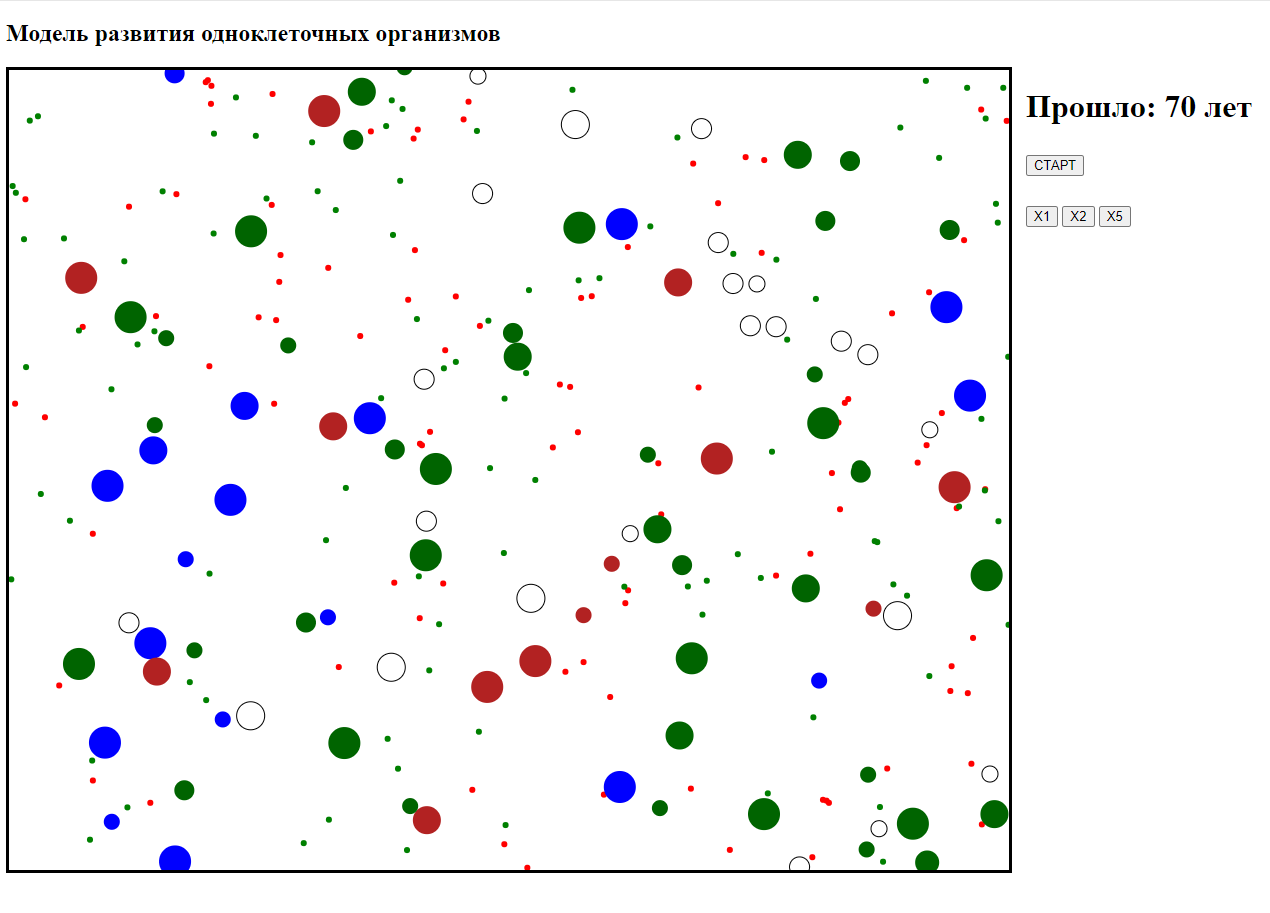 Модель развития одноклеточных организмов
Прошло: 70 лет
СТАРТ
X1 X2 X5